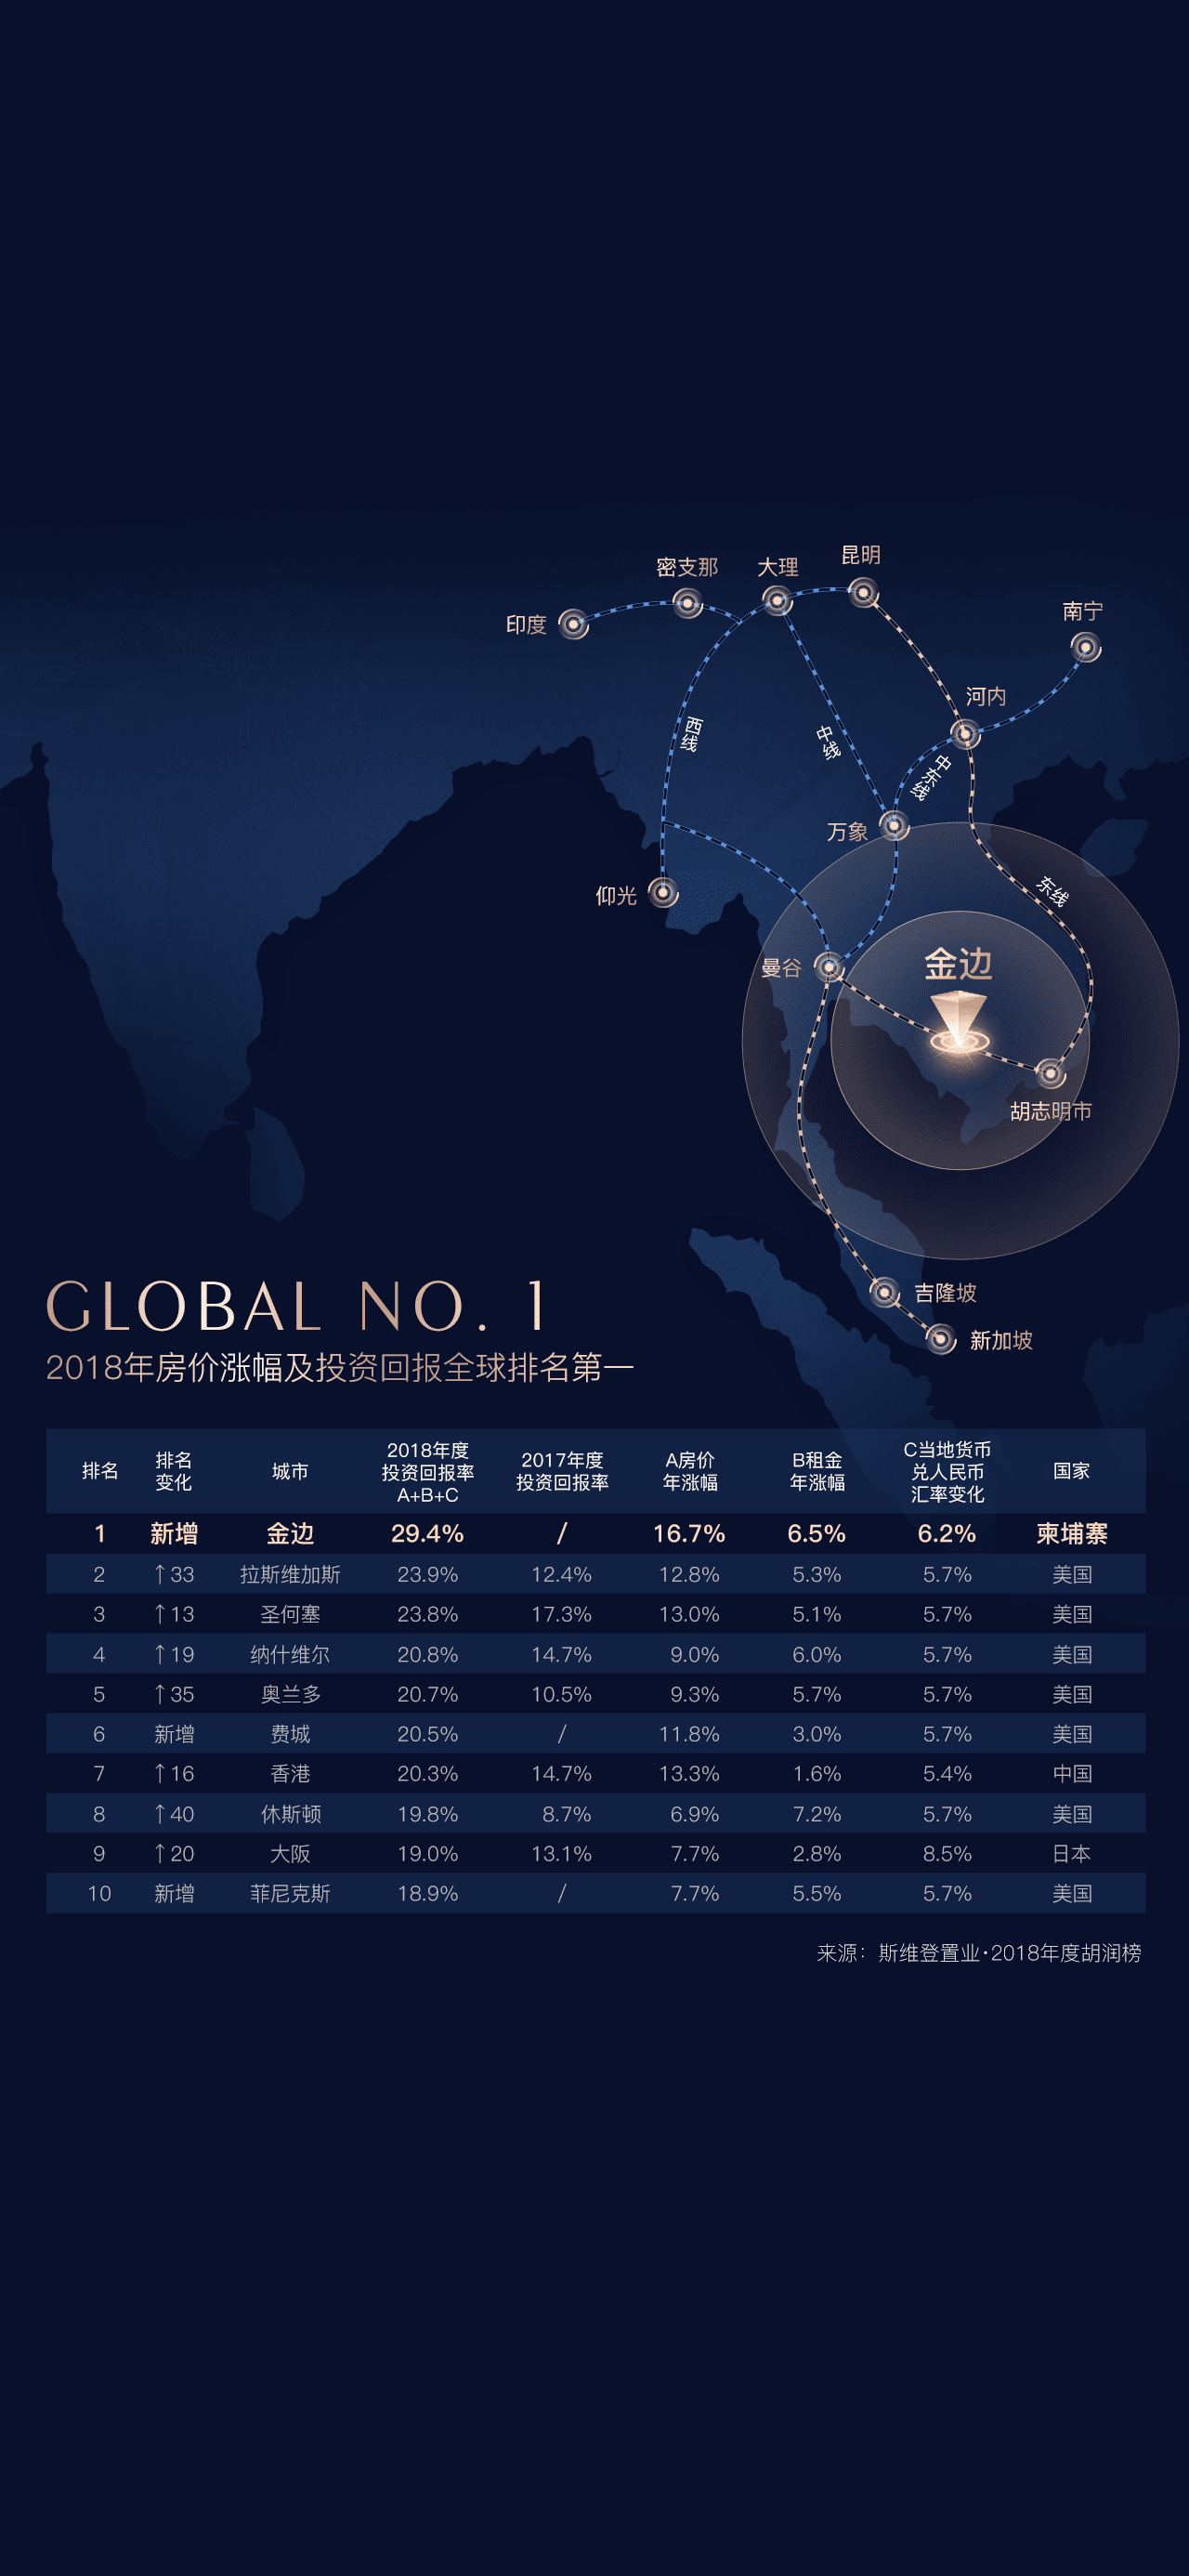 昆明
密支那
大理
南宁
印度
河内
西线
中线
中东线
万象
东线
仰光
金边
曼谷
胡志明市
吉隆坡
新加坡
GLOBAL NO. 1
2018年房价涨幅及投资回报全球排名第一
排名 排名变化 城市 2018年度投资回报率A+B+C 2017年度投资回报率 A房价年涨幅 B租金年涨幅 C当地货币兑人民币汇率变化 国家
1 新增 金边 29.4% / 16.7% 6.5% 6.2% 柬埔寨
2 ↑33 拉斯维加斯 23.9% 12.4% 12.8% 5.3% 5.7% 美国
3 ↑13 圣何塞 23.8% 17.3% 13.0% 5.1% 5.7% 美国
4 ↑19 纳什维尔 20.8% 14.7% 9.0% 6.0% 5.7% 美国
5 ↑35 奥兰多 20.7% 10.5% 9.3% 5.7% 5.7% 美国
6 新增 费城 20.5% / 11.8% 3.0% 5.7% 美国
7 ↑16 香港 20.3% 14.7% 13.3% 1.6% 5.4% 中国
8 ↑40 休斯顿 19.8% 8.7% 6.9% 7.2% 5.7% 美国
9 ↑20 大阪 19.0% 13.1% 7.7% 2.8% 8.5% 日本
10 新增 菲尼克斯 18.9% / 7.7% 5.5% 5.7% 美国
来源：斯维登置业·2018年度胡润榜